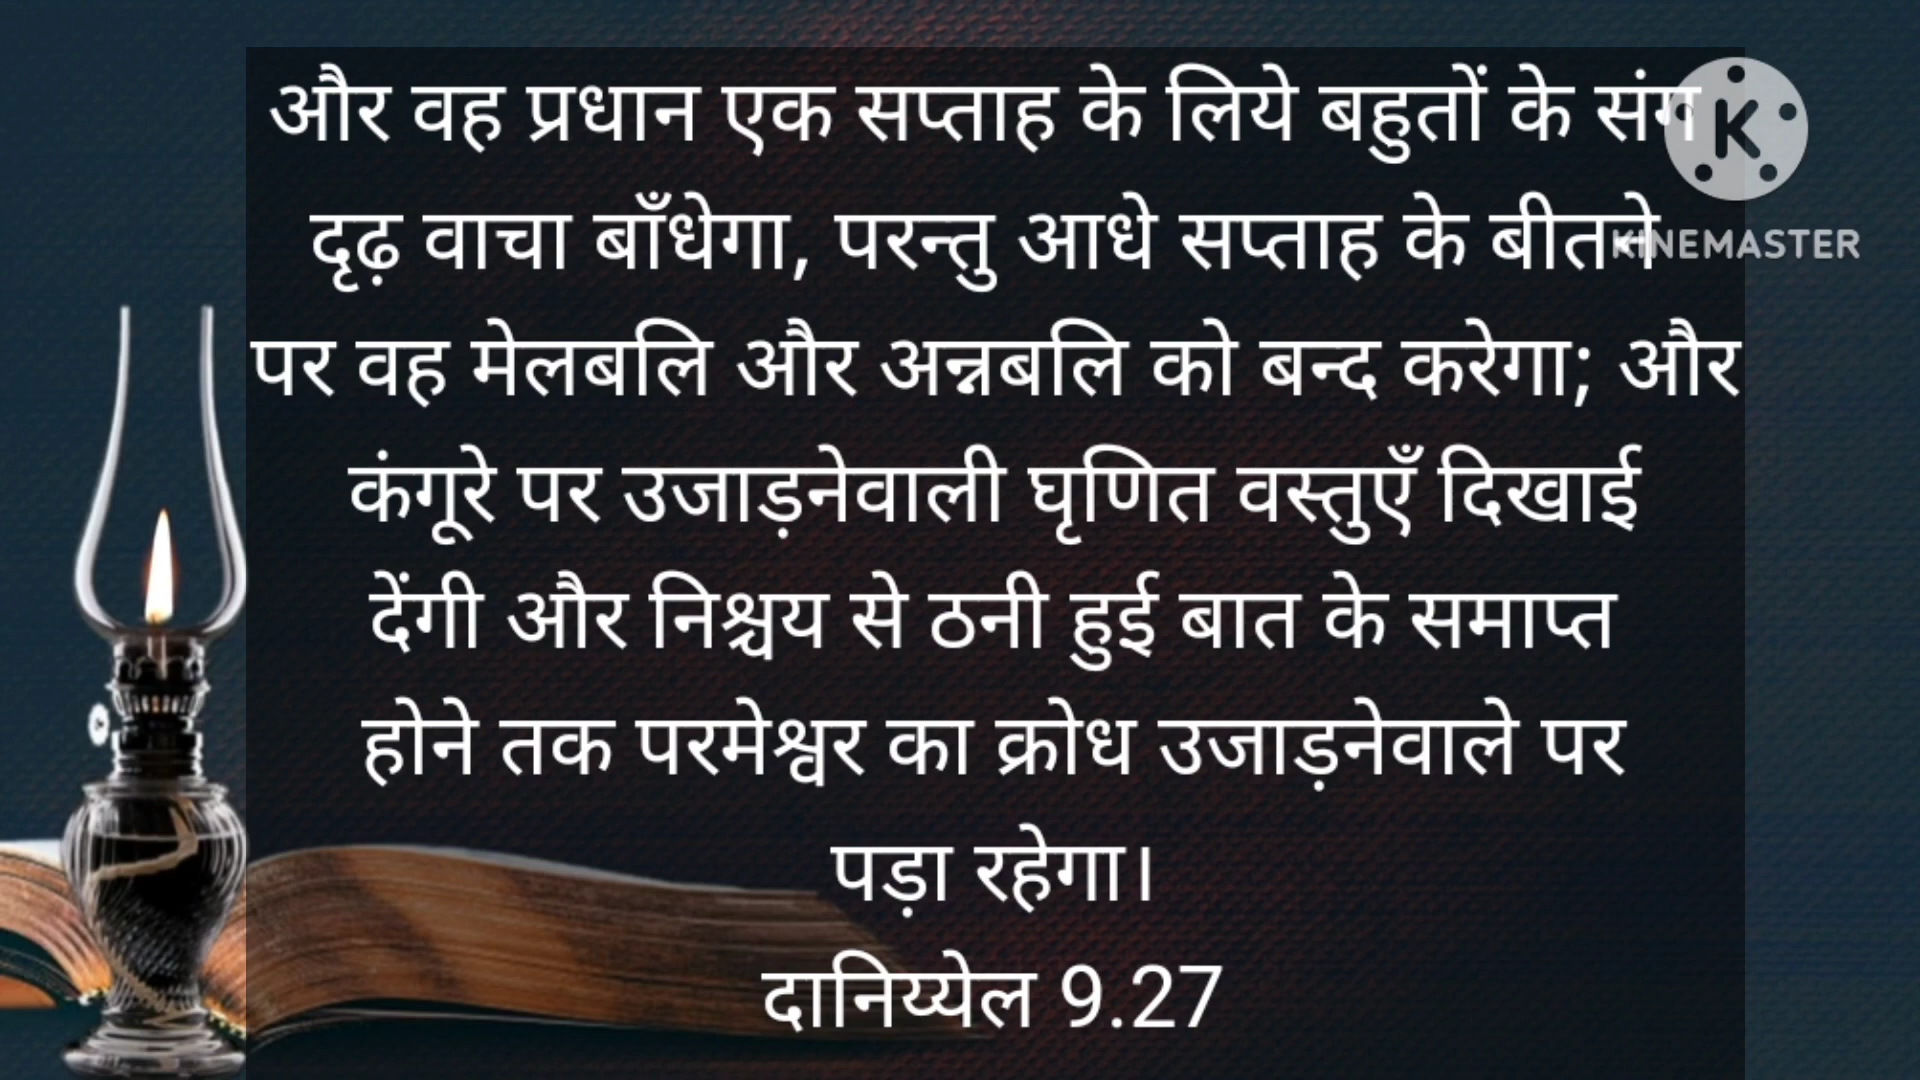 और वह प्रधान एक सप्ताह के लिये बहुतों के संग
दृढ़ वाचा बाँधेगा, परन्तु आधे सप्ताह के बीतने
पर वह मेलबलि और अन्नबलि को बन्द करेगा; और
कंगूरे पर उजाड़नेवाली घृणित वस्तुएँ दिखाई
देंगी और निश्चय से ठनी हुई बात के समाप्त
होने तक परमेश्वर का क्रोध उजाड़नेवाले पर
पड़ा रहेगा।
दानिय्येल 9.27
K
KINEMASTER